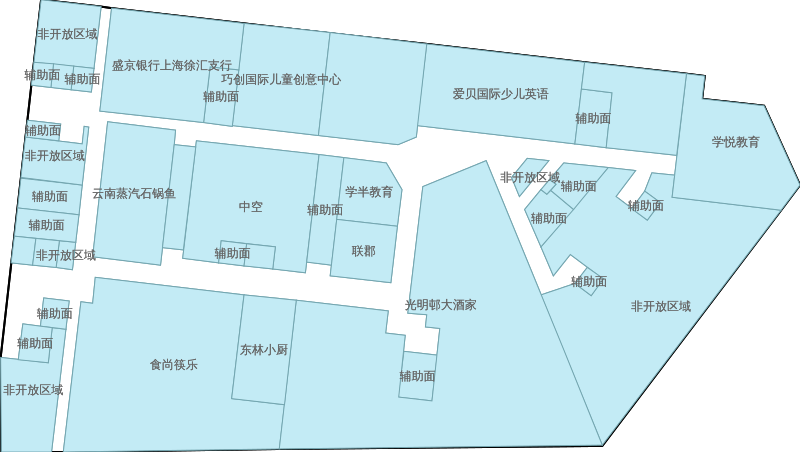 非开放区域
盛京银行上海徐汇支行
辅助面
辅助面
巧创国际儿童创意中心
辅助面
爱贝国际少儿英语
辅助面
辅助面
学悦教育
非开放区域
非开放区域
辅助面
辅助面
云南蒸汽石锅鱼
学半教育
辅助面
中空
辅助面
辅助面
辅助面
辅助面
联郡
辅助面
非开放区域
辅助面
光明邨大酒家
非开放区域
辅助面
辅助面
东林小厨
食尚筷乐
辅助面
非开放区域